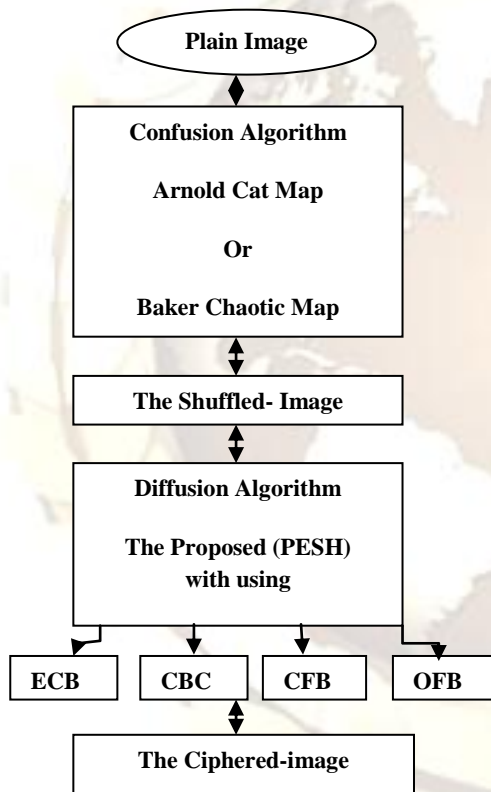 Plain Image
Confusion Algorithm
Arnold Cat Map
Or
Baker Chaotic Map
The Shuffled- Image
Diffusion Algorithm
The Proposed (PESH)
with using
ECB CBC CFB OFB
The Ciphered-image